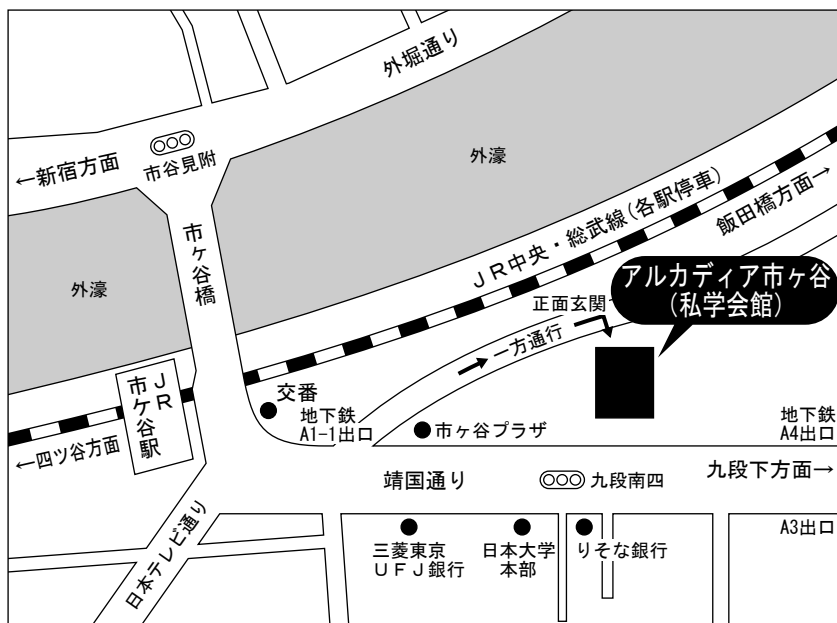 外堀通り
市谷見附
←新宿方面
外濠
市ヶ谷橋
外濠
JR中央・総武線(各駅停車)
飯田橋方面→
アルカディア市ヶ谷
(私学会館)
正面玄関
一方通行
JR
市ケ谷駅
交番
地下鉄
A1-1出口
市ヶ谷プラザ
地下鉄
A4出口
←四ツ谷方面
靖国通り
九段南四
九段下方面→
日本テレビ通り
三菱東京
UFJ銀行
日本大学
本部
りそな銀行
A3出口